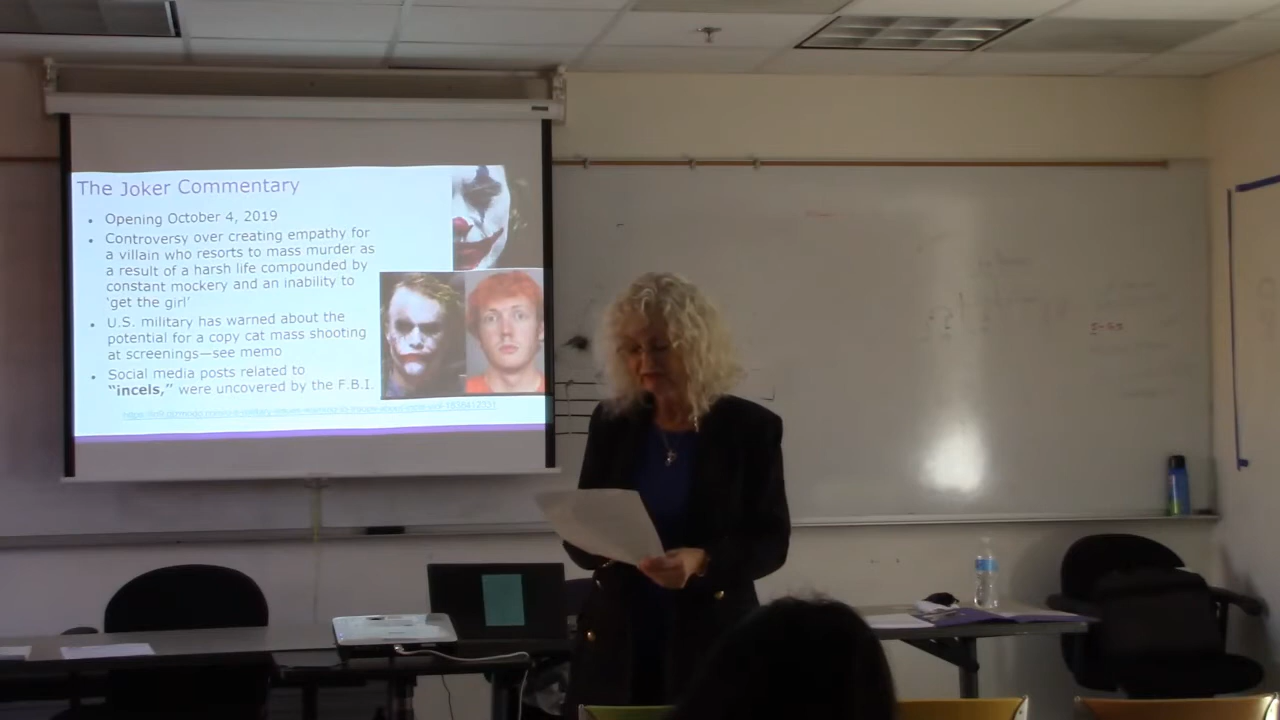 The Joker Commentary
• Opening October 4, 2019
• Controversy over creating empathy for
a villain who resorts to mass murder as
a result of a harsh life compounded by
constant mockery and an inability to
'get the girl'
• U.S. military has warned about the
potential for a copy cat mass shooting
at screenings—see memo
• Social media posts related to
"incels," were uncovered by the F.B.I.